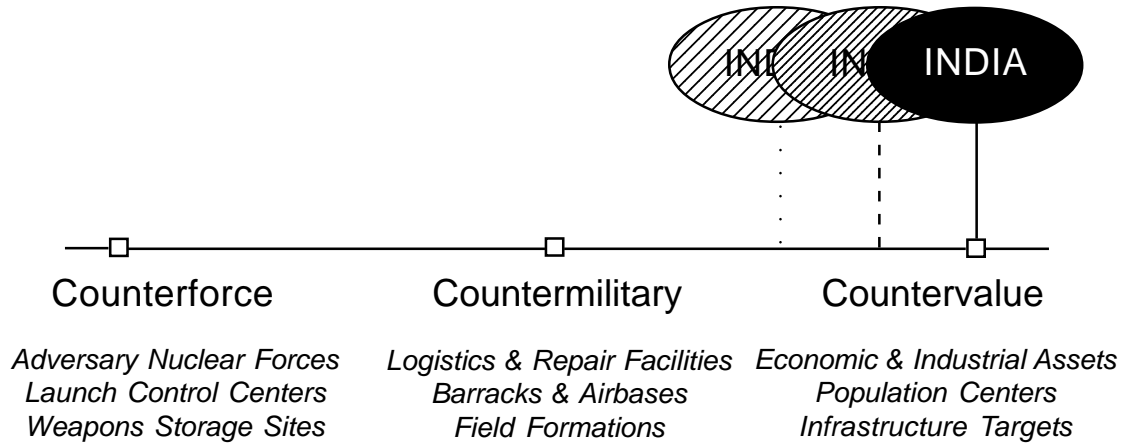 INDIA
Counterforce Countermilitary Countervalue
Adversary Nuclear Forces Logistics & Repair Facilities Economic & Industrial Assets
Launch Control Centers Barracks & Airbases Population Centers
Weapons Storage Sites Field Formations Infrastructure Targets